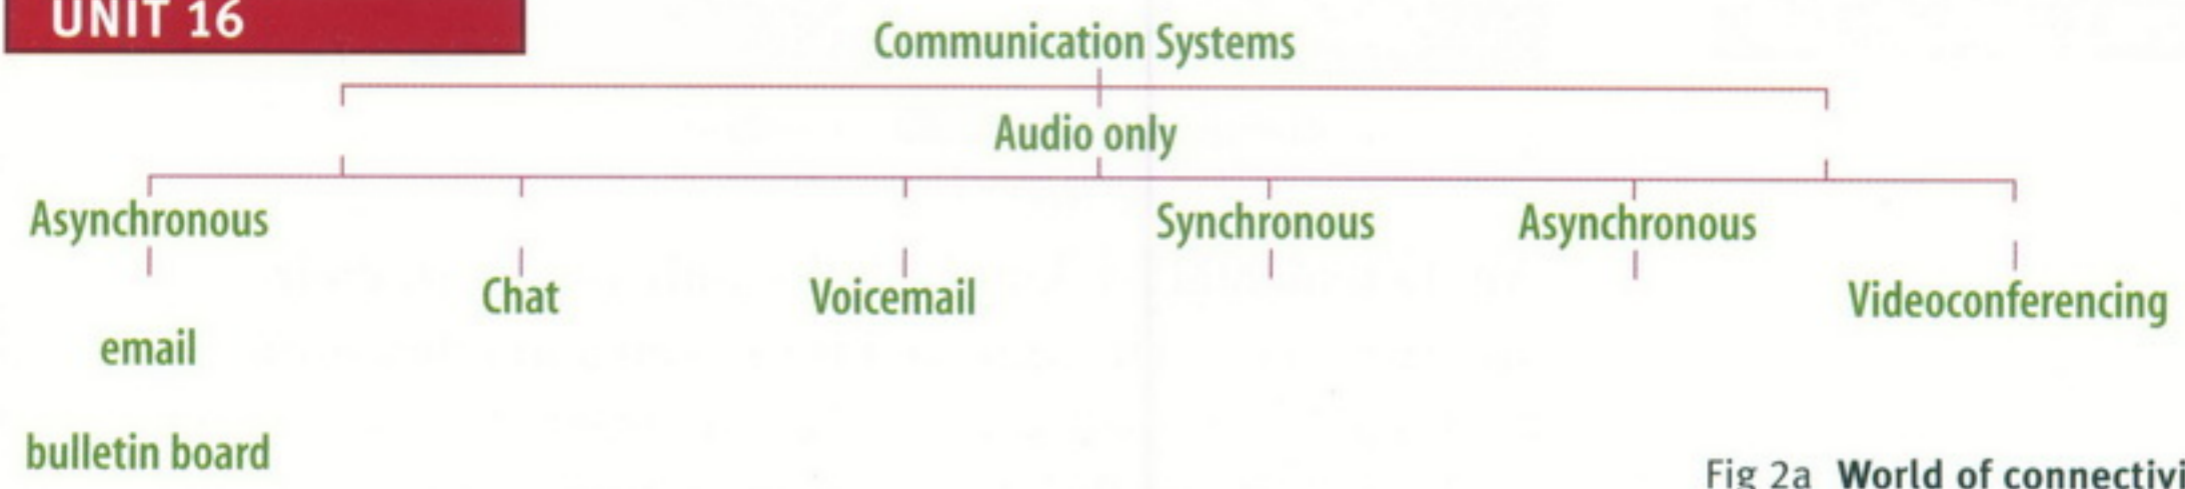 UNIT 16
Communication Systems
Audio only
Asynchronous
Synchronous
Asynchronous
Chat
Voicemail
Videoconferencing
email
bulletin board
Fig 2a World of connectivi